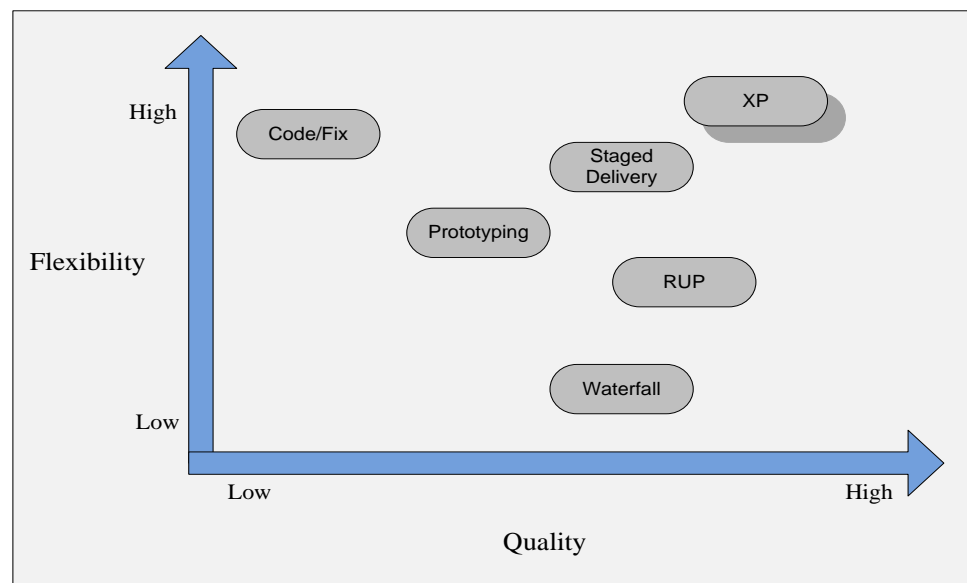 High
XP
Code/Fix
Staged
Delivery
Prototyping
Flexibility
RUP
Waterfall
Low
Low
High
Quality